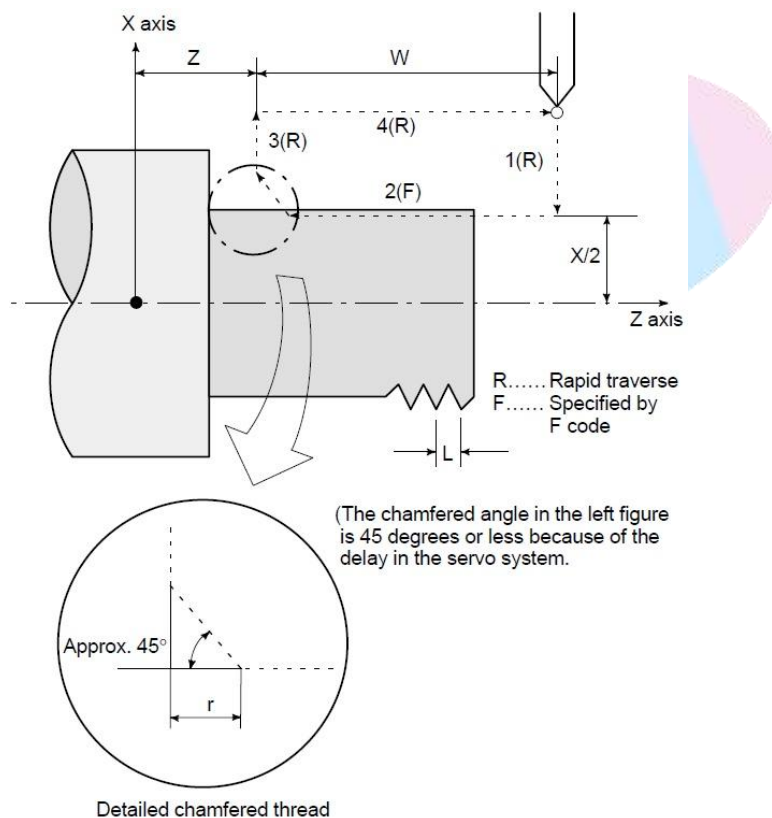 X axis
Z
W
4(R)
3(R)
1(R)
2(F)
X/2
Z axis
R...... Rapid traverse
F...... Specified by
F code
L
(The chamfered angle in the left figure
is 45 degrees or less because of the
delay in the servo system.
Approx. 45°
r
Detailed chamfered thread